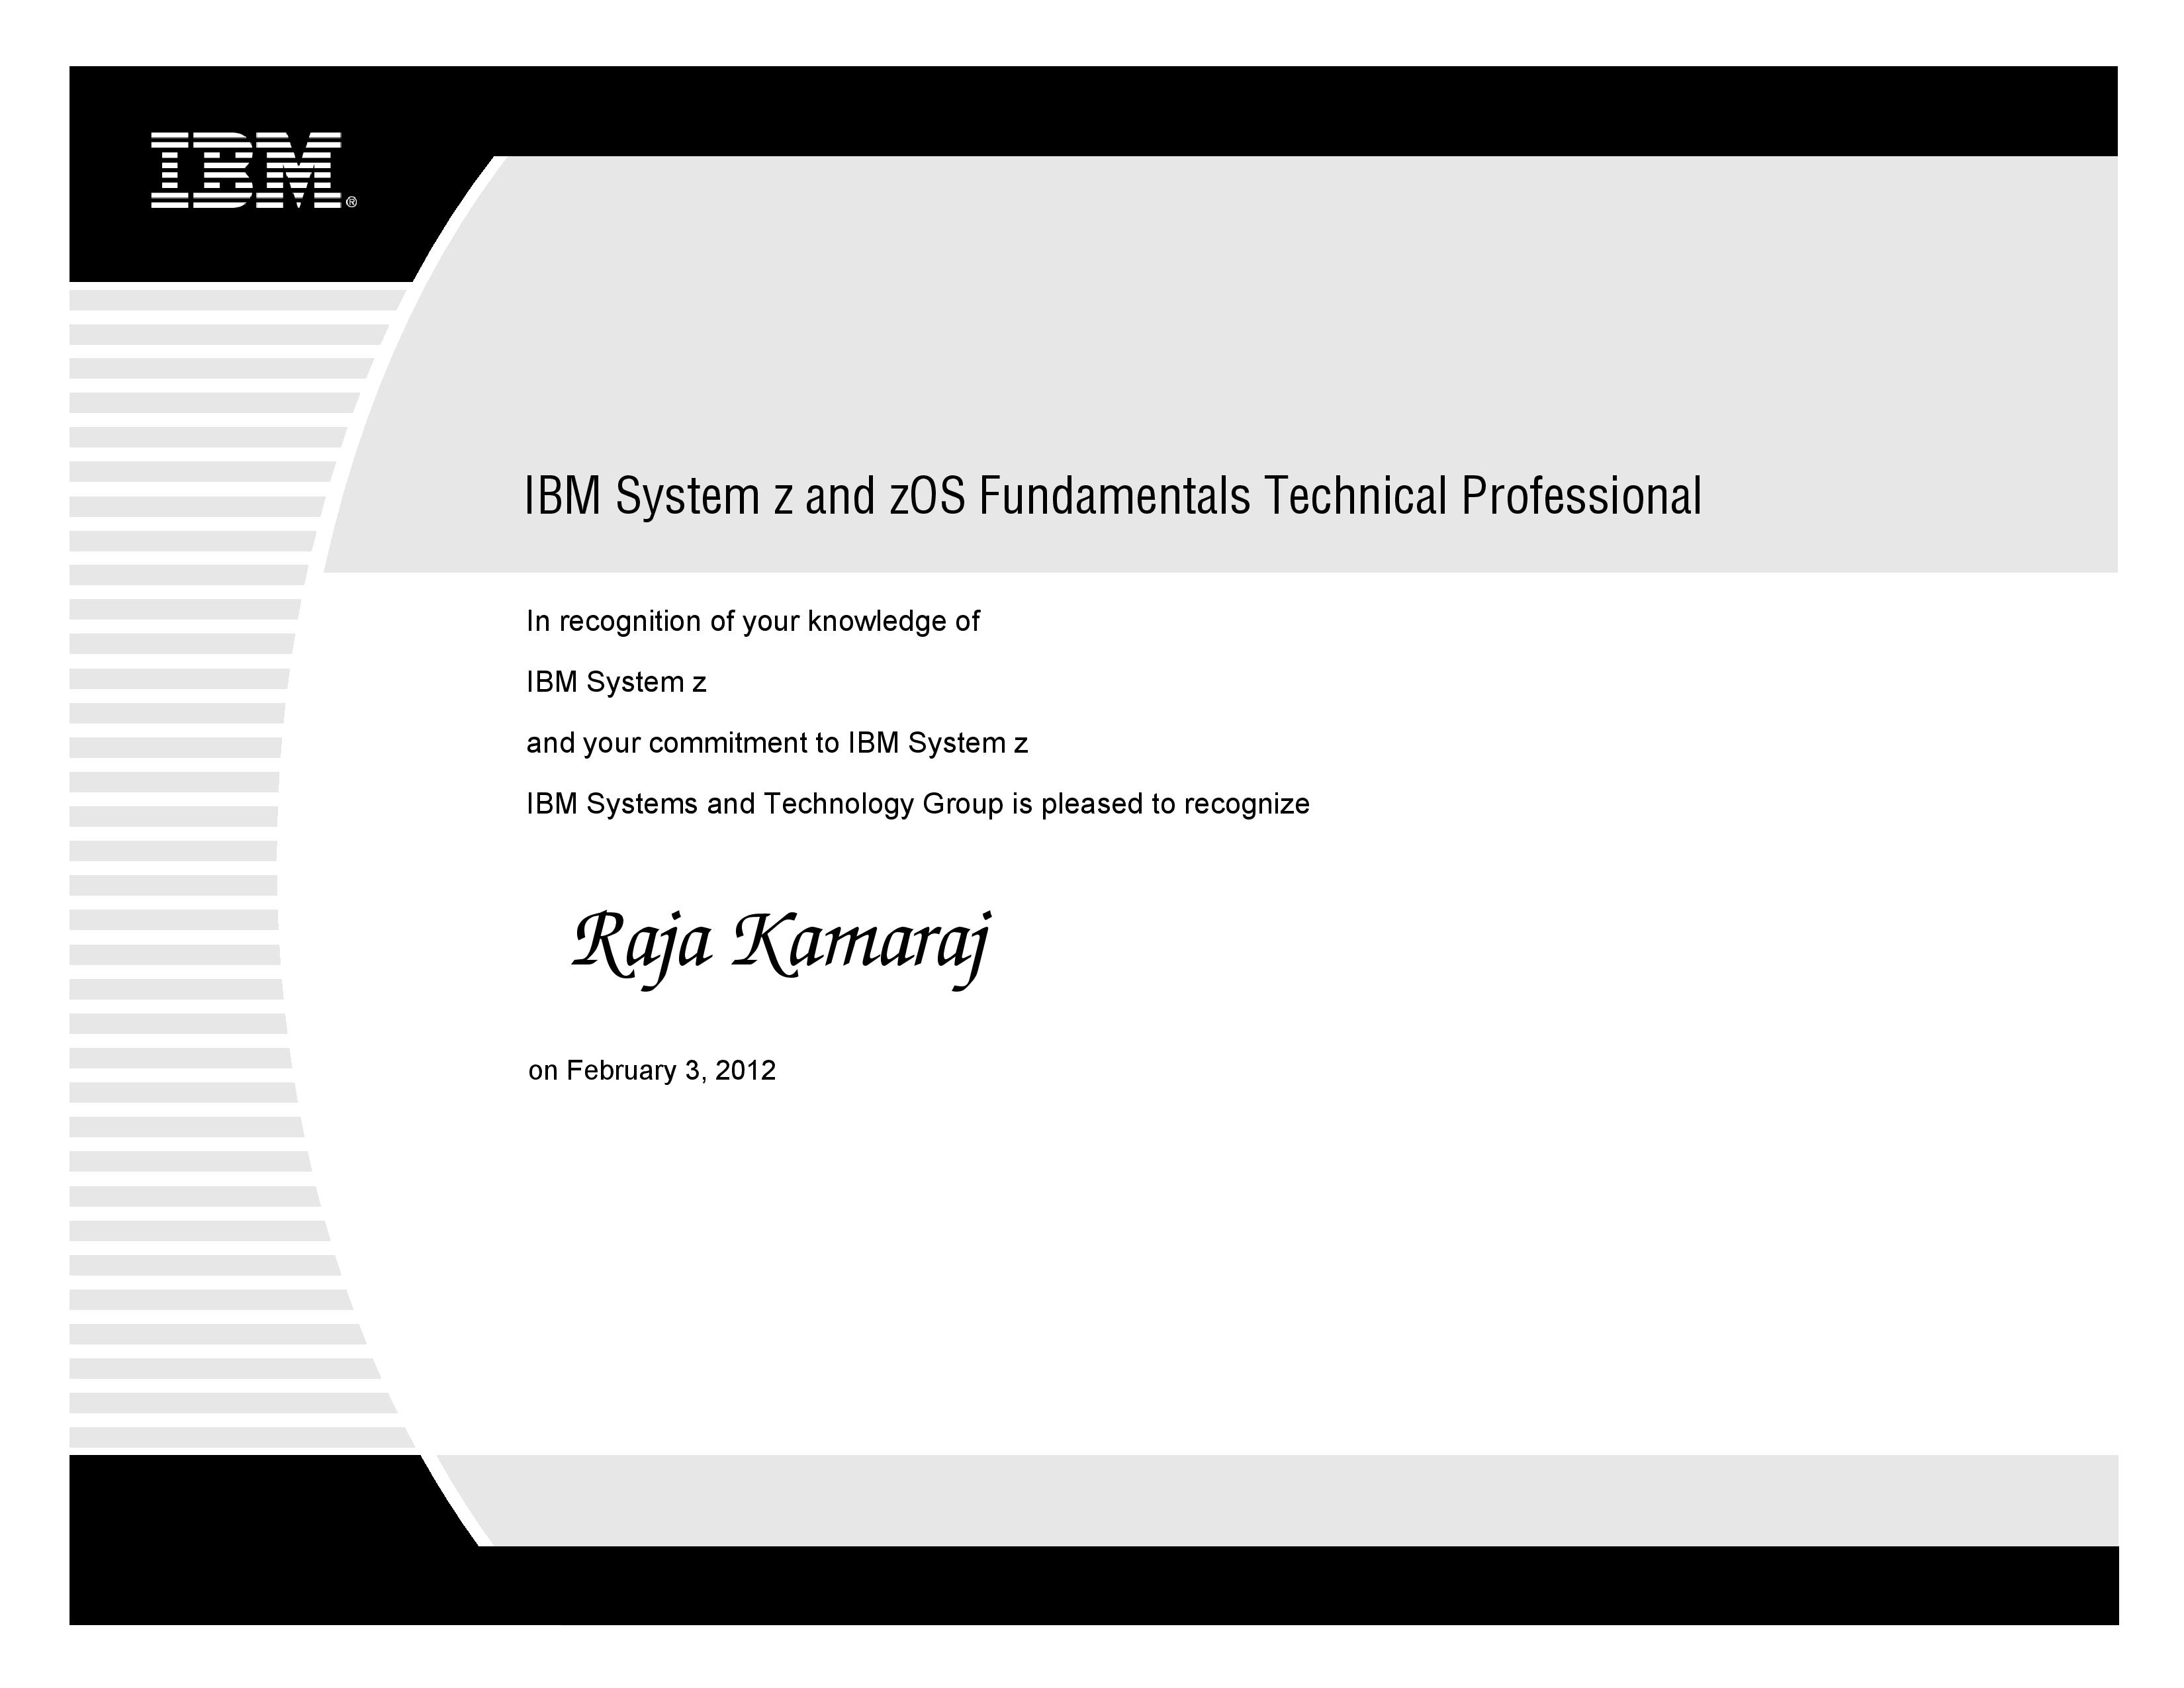 IBM®
IBM System z and zOS Fundamentals Technical Professional
In recognition of your knowledge of
IBM System z
and your commitment to IBM System z
IBM Systems and Technology Group is pleased to recognize
Raja Kamaraj
on February 3, 2012